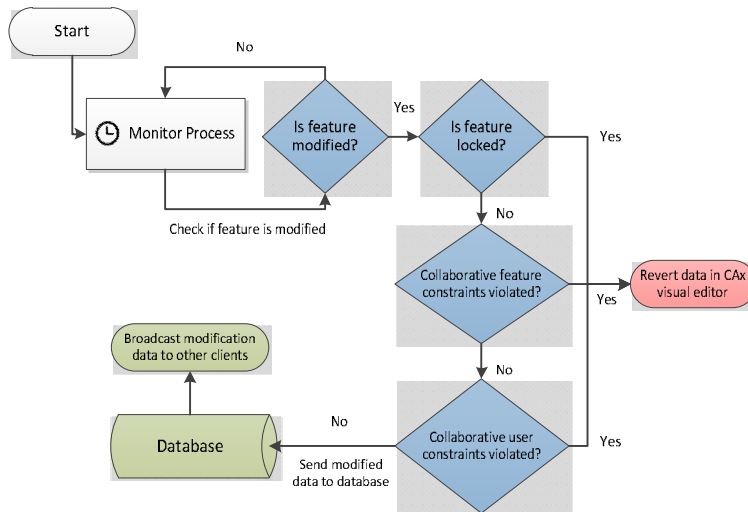 Start
No
Monitor Process
Is feature
modified?
Yes
Is feature
locked?
Yes
Check if feature is modified
No
Collaborative feature
constraints violated?
Yes
Revert data in CAx
visual editor
Broadcast modification
data to other clients
No
Database
No
Send modified
data to database
Collaborative user
constraints violated?
Yes